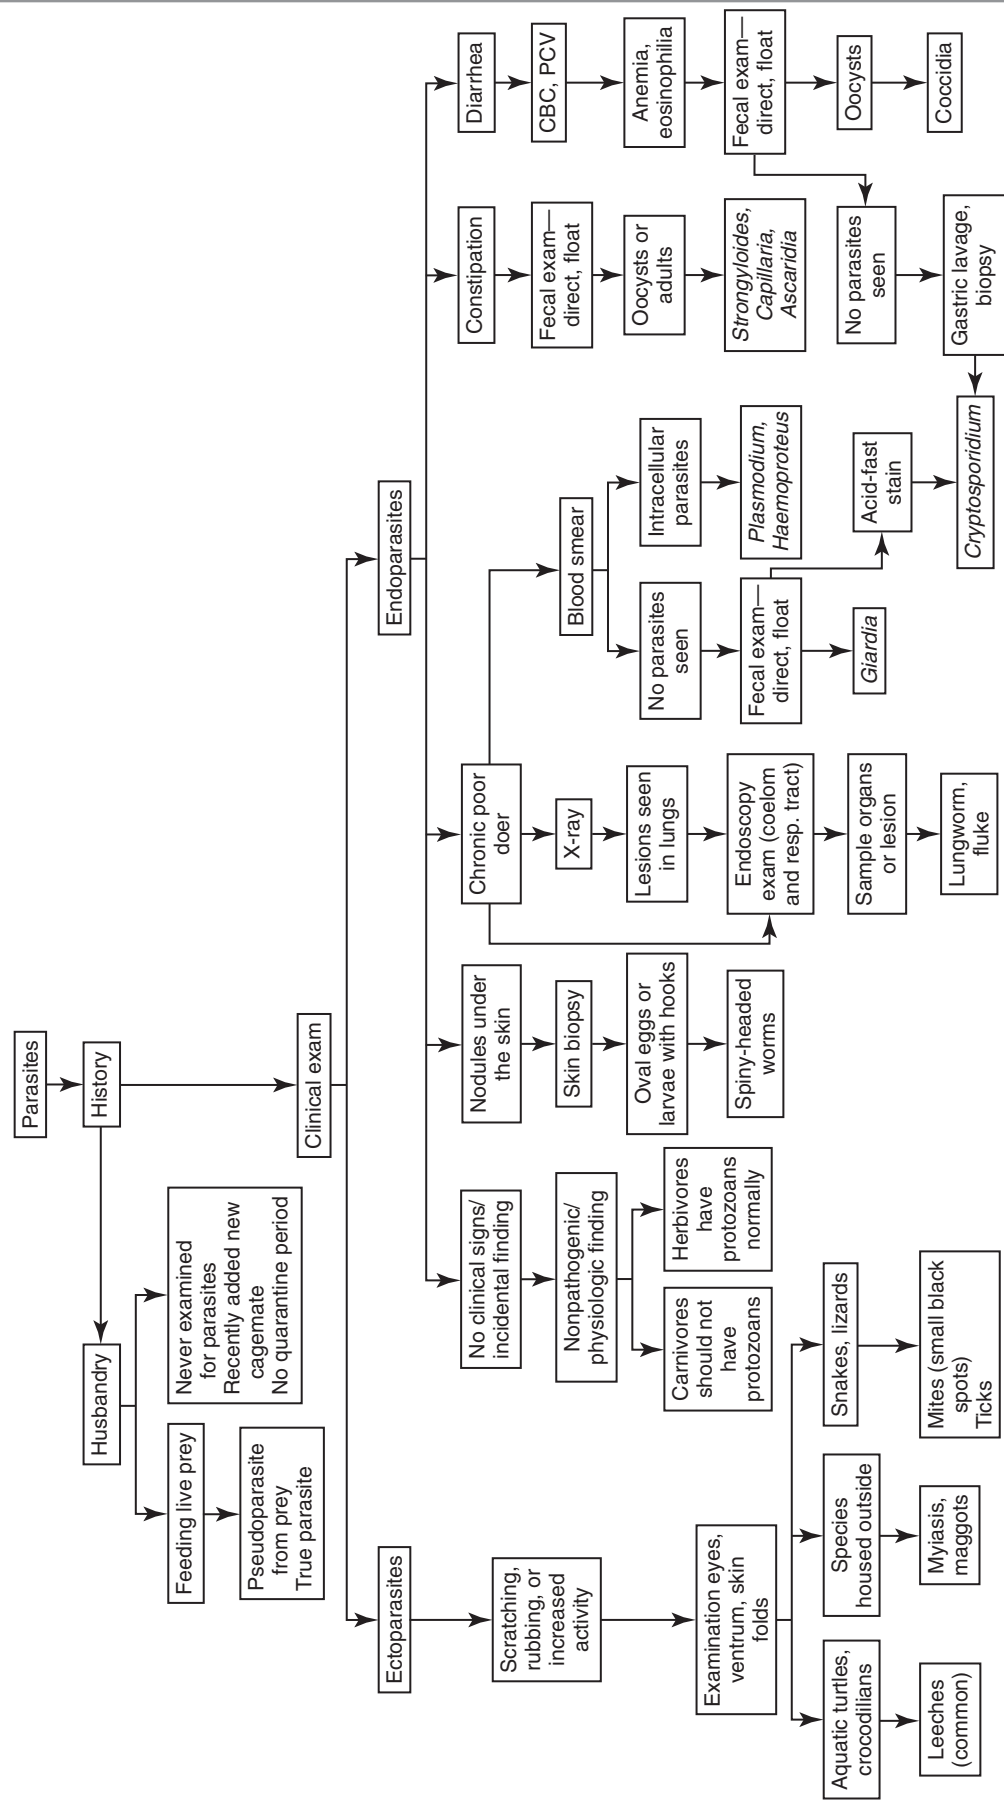 Parasites
History
Husbandry
Feeding live prey
Pseudoparasite
from prey
True parasite
Never examined
for parasites
Recently added new
cagemate
No quarantine period
Clinical exam
Ectoparasites
Scratching,
rubbing, or
increased
activity
Examination eyes,
ventrum, skin
folds
Aquatic turtles,
crocodilians
Leeches
(common)
Species
housed outside
Myiasis,
maggots
Snakes, lizards
Mites (small black
spots)
Ticks
Endoparasites
No clinical signs/
incidental finding
Nonpathogenic/
physiologic finding
Carnivores
should not
have
protozoans
Herbivores
have
protozoans
normally
Nodules under
the skin
Skin biopsy
Oval eggs or
larvae with hooks
Spiny-headed
worms
Chronic poor
doer
X-ray
Lesions seen
in lungs
Endoscopy
exam (coelom
and resp. tract)
Sample organs
or lesion
Lungworm,
fluke
Blood smear
No parasites
seen
Fecal exam—
direct, float
Giardia
Intracellular
parasites
Plasmodium,
Haemoproteus
Acid-fast
stain
Cryptosporidium
Constipation
Fecal exam—
direct, float
Oocysts or
adults
Strongyloides,
Capillaria,
Ascaridia
No parasites
seen
Gastric lavage,
biopsy
Diarrhea
CBC, PCV
Anemia,
eosinophilia
Fecal exam—
direct, float
Oocysts
Coccidia